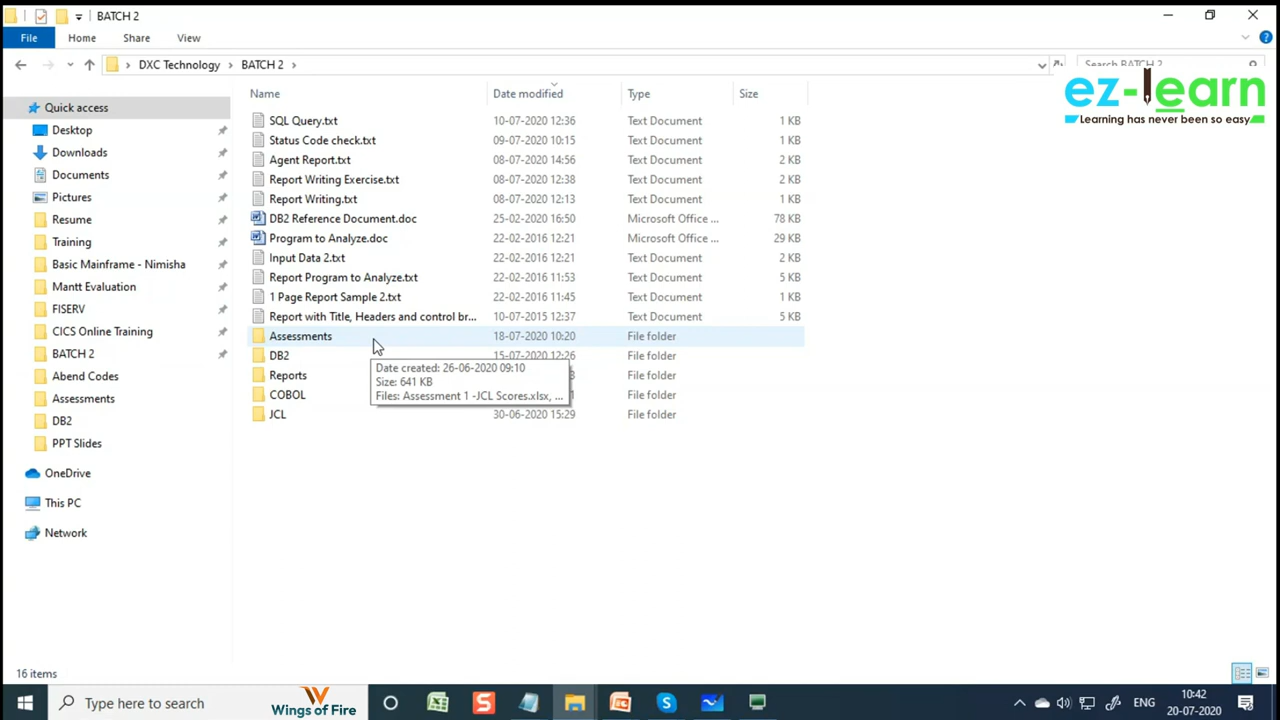 BATCH 2
File Home Share View
DXC Technology BATCH 2 Search BATCH 2
ez-learn
Learning has never been so easy
Name Date modified Type Size
Quick access
Desktop
Downloads
Documents
Pictures
Resume
Training
Basic Mainframe - Nimisha
Mantt Evaluation
FISERV
CICS Online Training
BATCH 2
Abend Codes
Assessments
DB2
PPT Slides
OneDrive
This PC
Network
SQL Query.txt 10-07-2020 12:36 Text Document 1 KB
Status Code check.txt 09-07-2020 10:15 Text Document 1 KB
Agent Report.txt 08-07-2020 14:56 Text Document 2 KB
Report Writing Exercise.txt 08-07-2020 12:38 Text Document 2 KB
Report Writing.txt 08-07-2020 12:13 Text Document 1 KB
DB2 Reference Document.doc 25-02-2020 16:50 Microsoft Office ... 78 KB
Program to Analyze.doc 22-02-2016 12:21 Microsoft Office ... 29 KB
Input Data 2.txt 22-02-2016 12:21 Text Document 2 KB
Report Program to Analyze.txt 22-02-2016 11:53 Text Document 5 KB
1 Page Report Sample 2.txt 22-02-2016 11:45 Text Document 1 KB
Report with Title, Headers and control br... 10-07-2015 12:37 Text Document 5 KB
Assessments 18-07-2020 10:20 File folder
DB2 15-07-2020 12:26 File folder
Reports 8 File folder
COBOL 1 File folder
JCL 30-06-2020 15:29 File folder
Date created: 26-06-2020 09:10
Size: 641 KB
Files: Assessment 1 -JCL Scores.xlsx, ...
16 items
Type here to search
Wings of Fire
ENG
10:42
20-07-2020